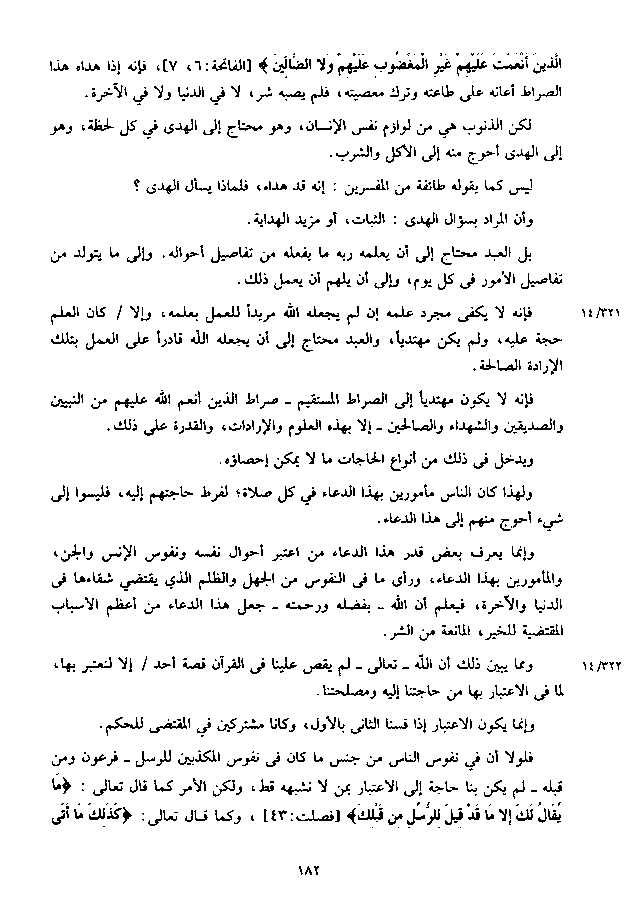 الَّذِينَ أَنْعَمْتَ عَلَيْهِمْ غَيْرِ الْمَغْضُوبِ عَلَيْهِمْ وَلا الضَّالِّينَ﴾ [الفاتحة:٦، ٧]، فإنه إذا هداه هذا
الصراط أعانه على طاعته وترك معصيته، فلم يصبه شر، لا في الدنيا ولا في الآخرة.
لكن الذنوب هي من لوازم نفس الإنسان، وهو محتاج إلى الهدى في كل لحظة، وهو
إلى الهدى أحوج منه إلى الأكل والشرب.
ليس كما يقوله طائفة من المفسرين : إنه قد هداه، فلماذا يسأل الهدى ؟
وأن المراد بسؤال الهدى : الثبات، أو مزيد الهداية.
بل العبد محتاج إلى أن يعلمه ربه ما يفعله من تفاصيل أحواله. وإلى ما يتولد من
تفاصيل الأمور في كل يوم، وإلى أن يلهم أن يعمل ذلك.
١٤/٣٢١ فإنه لا يكفى مجرد علمه إن لم يجعله الله مريداً للعمل بعلمه، وإلا / كان العلم
حجة عليه، ولم يكن مهتدياً، والعبد محتاج إلى أن يجعله الله قادراً على العمل بتلك
الإرادة الصالحة.
فإنه لا يكون مهتدياً إلى الصراط المستقيم ـ صراط الذين أنعم الله عليهم من النبيين
والصديقين والشهداء والصالحين ـ إلا بهذه العلوم والإرادات، والقدرة على ذلك.
ويدخل فى ذلك من أنواع الحاجات ما لا يمكن إحصاؤه.
ولهذا كان الناس مأمورين بهذا الدعاء في كل صلاة؛ لفرط حاجتهم إليه، فليسوا إلى
شيء أحوج منهم إلى هذا الدعاء.
وإنما يعرف بعض قدر هذا الدعاء من اعتبر أحوال نفسه ونفوس الإنس والجن،
والمأمورين بهذا الدعاء، ورأى ما فى النفوس من الجهل والظلم الذي يقتضي شقاءها فى
الدنيا والآخرة، فيعلم أن الله ـ بفضله ورحمته ـ جعل هذا الدعاء من أعظم الأسباب
المقتضية للخير، المانعة من الشر.
١٤/٣٢٢ ومما يبين ذلك أن الله ـ تعالى ـ لم يقص علينا فى القرآن قصة أحد / إلا لنعتبر بها،
لما فى الاعتبار بها من حاجتنا إليه ومصلحتنا.
وإنما يكون الاعتبار إذا قسنا الثانى بالأول، وكانا مشتركين في المقتضى للحكم.
فلولا أن في نفوس الناس من جنس ما كان فى نفوس المكذبين للرسل ـ فرعون ومن
قبله ـ لم يكن بنا حاجة إلى الاعتبار بمن لا نشبهه قط، ولكن الأمر كما قال تعالى : ﴿مَا
يُقَالُ لَكَ إِلا مَا قَدْ قِيلَ لِلرُّسُلِ مِن قَبْلِكَ﴾ [فصلت:٤٣] ، وكما قال تعالى: ﴿كَذَلِكَ مَا أَتَى
١٨٢